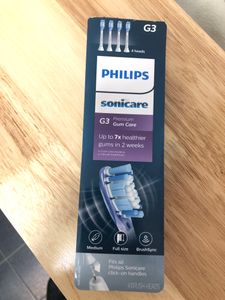 G3
4 heads
PHILIPS
sonicare
G3 Premium
Gum Care
Up to 7x healthier
gums in 2 weeks
Medium
Full size
BrushSync
Fits all
Philips Sonicare
click-on handles